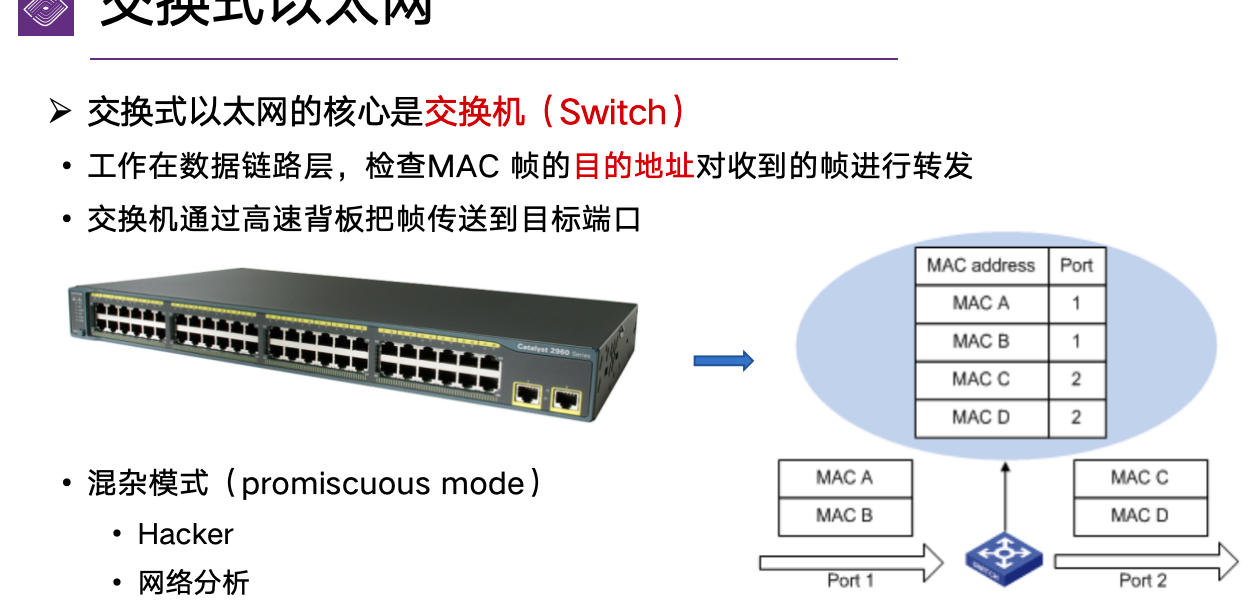 交换式以太网
交换式以太网的核心是交换机（Switch）
工作在数据链路层，检查MAC 帧的目的地址对收到的帧进行转发
交换机通过高速背板把帧传送到目标端口
Catalyst 2960 Series
MAC address Port
MAC A 1
MAC B 1
MAC C 2
MAC D 2
混杂模式（promiscuous mode）
Hacker
网络分析
MAC A
MAC B
Port 1
SWITCH
MAC C
MAC D
Port 2